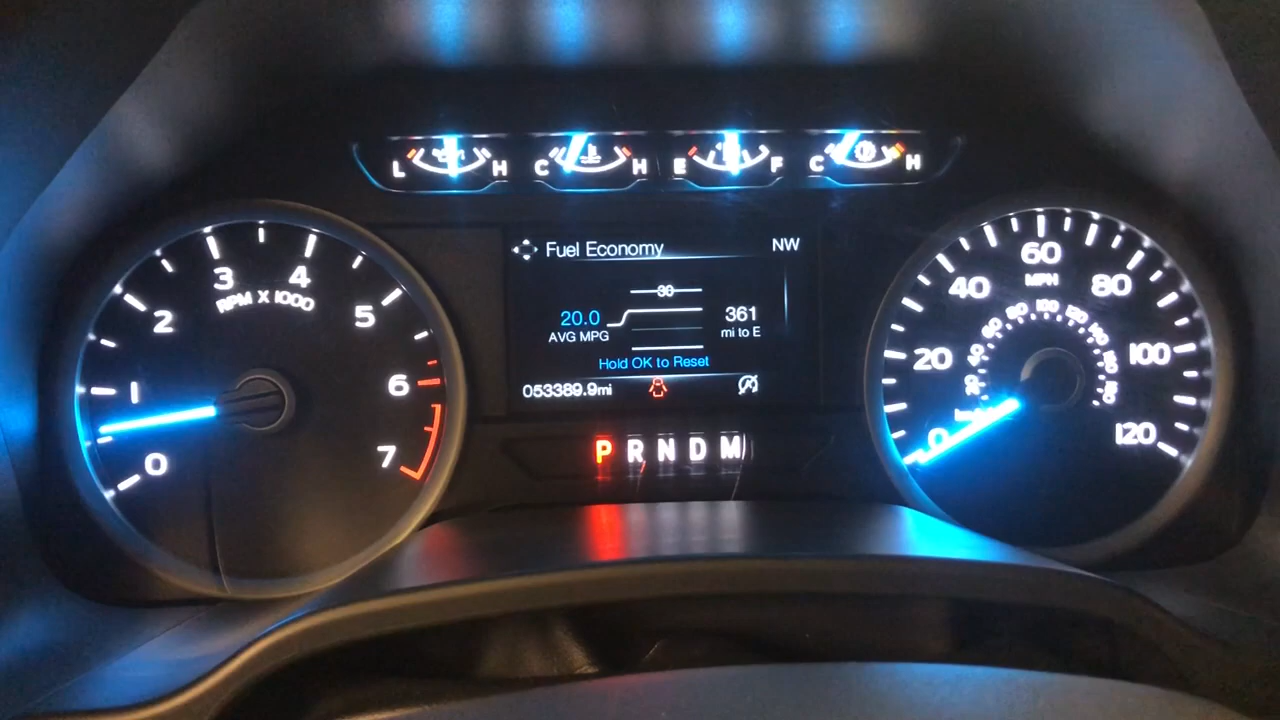 L H C H E F C H
Fuel Economy NW
30
20.0 361
AVG MPG mi to E
Hold OK to Reset
053389.9mi
P R N D M
0 1 2 3 4 5 6 7
RPM X 1000
0 20 40 60 80 100 120
MPH